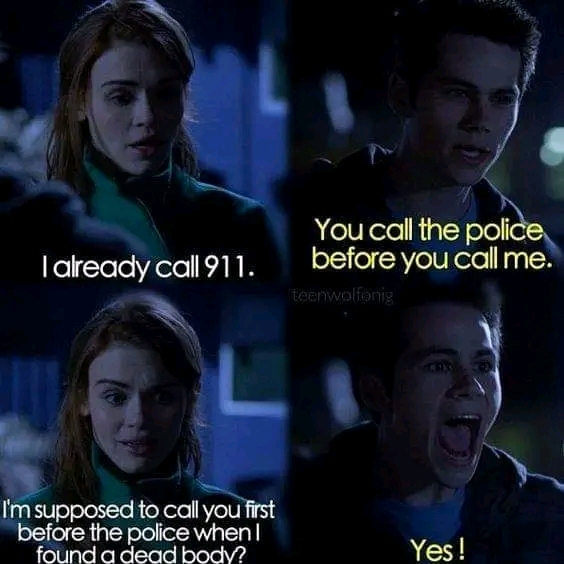 I already call 911.
You call the police
before you call me.
teenwolfonig
I'm supposed to call you first
before the police when I
found a dead body?
Yes!